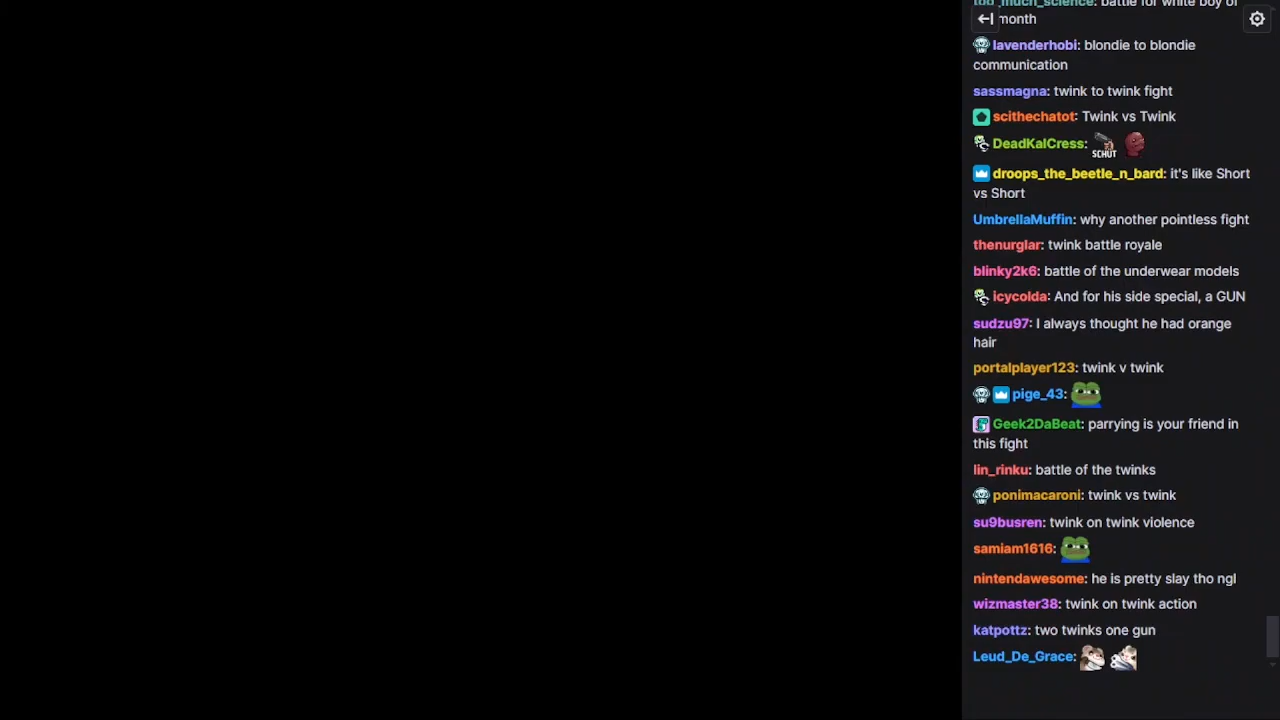 too_much_science: battle for white boy of
month
lavenderhobi: blondie to blondie
communication
sassmagna: twink to twink fight
scithechatot: Twink vs Twink
DeadKalCress: SCHUT
droops_the_beetle_n_bard: it's like Short
vs Short
UmbrellaMuffin: why another pointless fight
thenurglar: twink battle royale
blinky2k6: battle of the underwear models
icycolda: And for his side special, a GUN
sudzu97: I always thought he had orange
hair
portalplayer123: twink v twink
pige_43:
Geek2DaBeat: parrying is your friend in
this fight
lin_rinku: battle of the twinks
ponimacaroni: twink vs twink
su9busren: twink on twink violence
samiam1616:
nintendawesome: he is pretty slay tho ngl
wizmaster38: twink on twink action
katpottz: two twinks one gun
Leud_De_Grace: